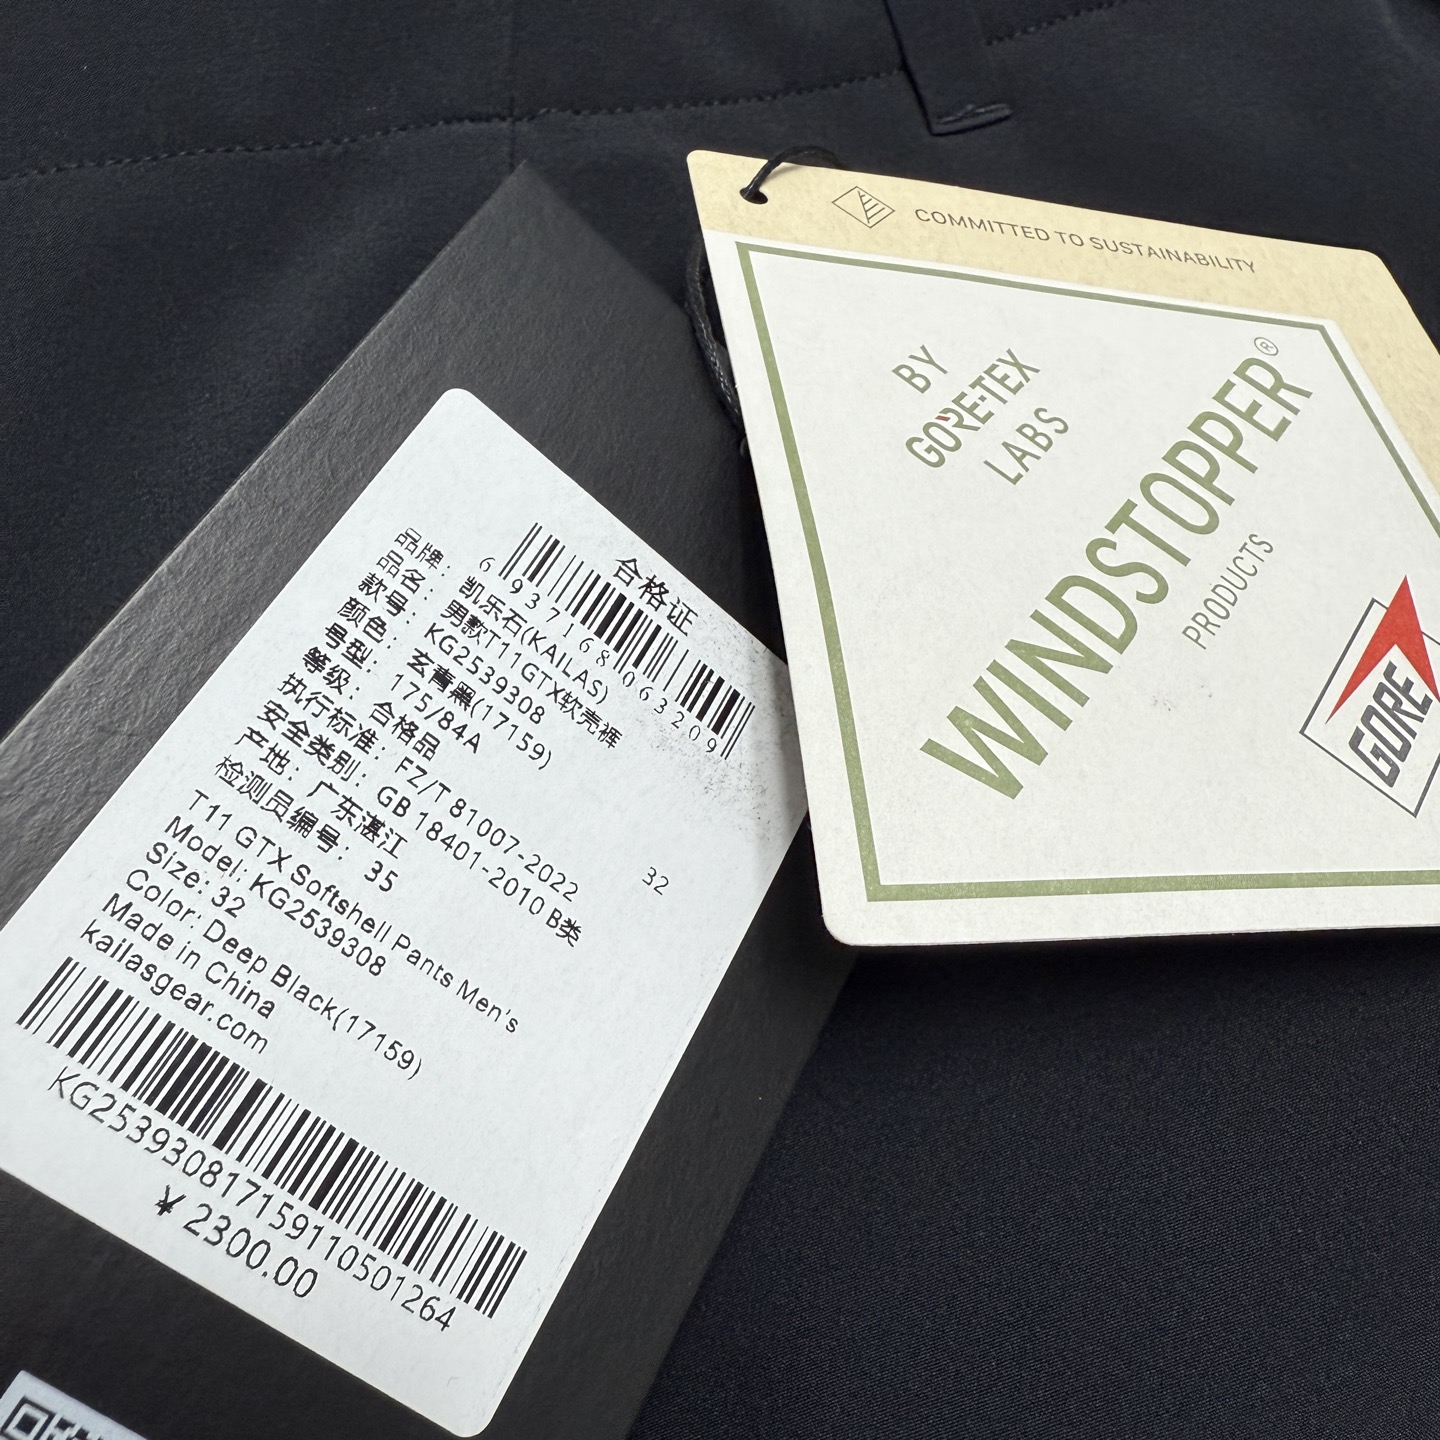 合格证
6 937168 063209
品牌: 凯乐石(KAILAS)
品名: 男款T11GTX软壳裤
款号: KG2539308
颜色: 玄青黑(17159)
号型: 175/84A
32
等级: 合格品
执行标准: FZ/T 81007-2022
安全类别: GB 18401-2010 B类
产地: 广东湛江
检测员编号: 35
T11 GTX Softshell Pants Men's
Model: KG2539308
Size: 32
Color: Deep Black(17159)
Made in China
kailasgear.com
KG253930817159110501264
¥ 2300.00
COMMITTED TO SUSTAINABILITY
BY
GORE-TEX
LABS
WINDSTOPPER®
PRODUCTS
GORE